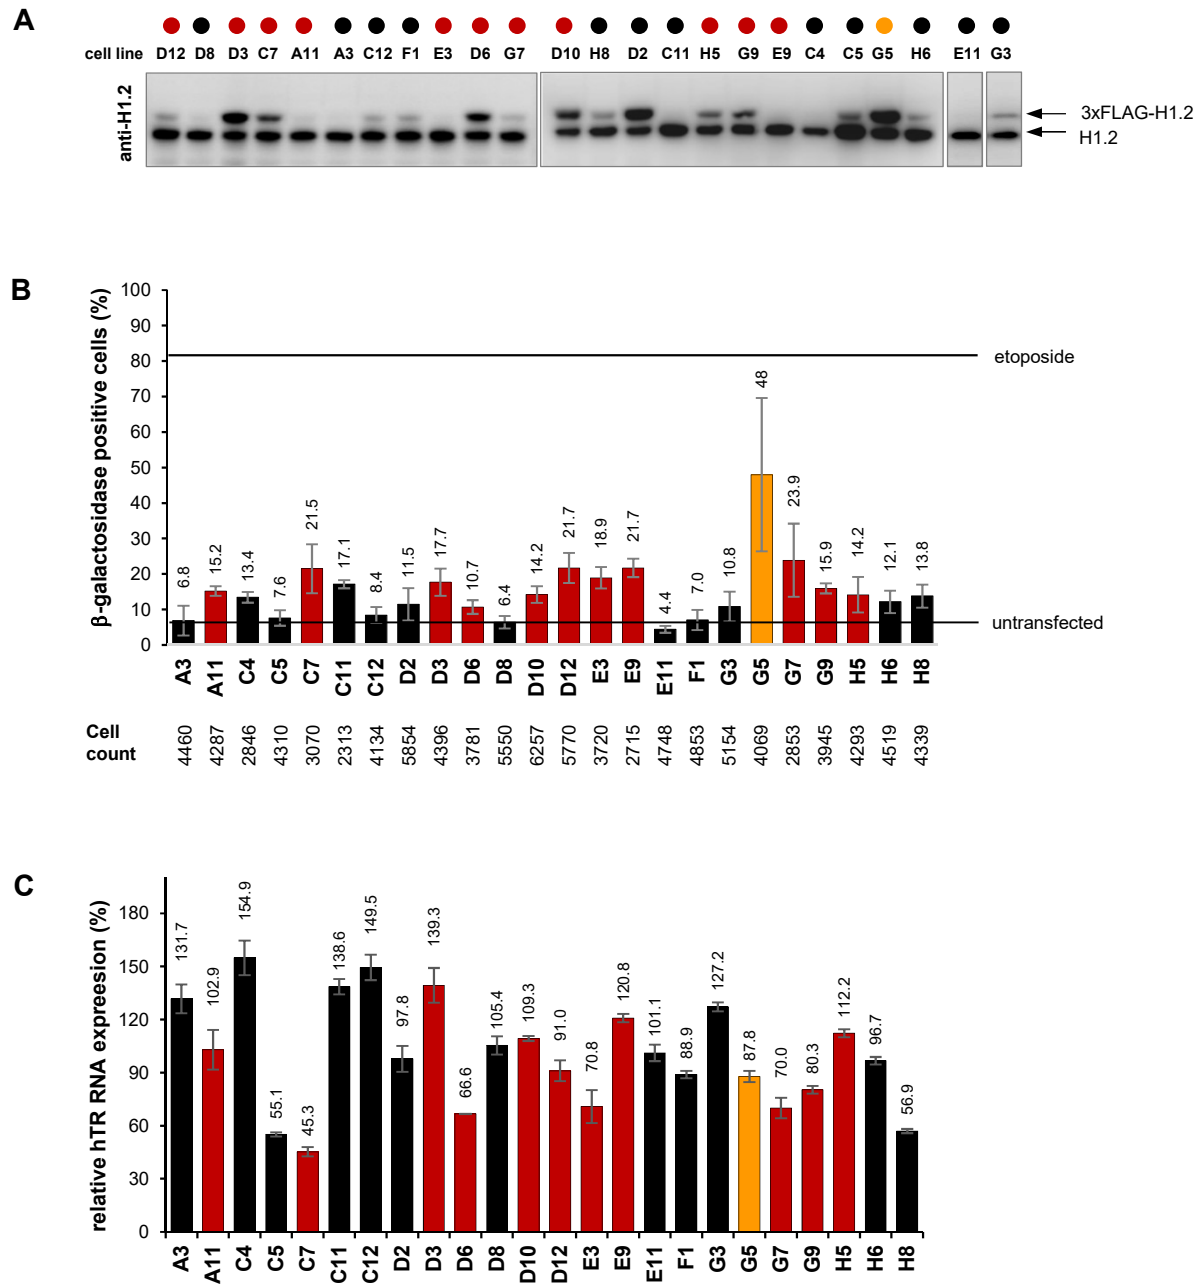 A
cell line D12 D8 D3 C7 A11 A3 C12 F1 E3 D6 G7 D10 H8 D2 C11 H5 G9 E9 C4 C5 G5 H6 E11 G3
anti-H1.2
3xFLAG-H1.2
H1.2
B
β-galactosidase positive cells (%)
100
90
80
70
60
50
40
30
20
10
0
etoposide
untransfected
6.8 15.2 13.4 7.6 21.5 17.1 8.4 11.5 17.7 10.7 6.4 14.2 21.7 18.9 21.7 4.4 7.0 10.8 48 23.9 15.9 14.2 12.1 13.8
A3 A11 C4 C5 C7 C11 C12 D2 D3 D6 D8 D10 D12 E3 E9 E11 F1 G3 G5 G7 G9 H5 H6 H8
Cell
count
4460 4287 2846 4310 3070 2313 4134 5854 4396 3781 5550 6257 5770 3720 2715 4748 4853 5154 4069 2853 3945 4293 4519 4339
C
relative hTR RNA expreesion (%)
180
150
120
90
60
30
0
131.7 102.9 154.9 55.1 45.3 138.6 149.5 97.8 139.3 66.6 105.4 109.3 91.0 70.8 120.8 101.1 88.9 127.2 87.8 70.0 80.3 112.2 96.7 56.9
A3 A11 C4 C5 C7 C11 C12 D2 D3 D6 D8 D10 D12 E3 E9 E11 F1 G3 G5 G7 G9 H5 H6 H8